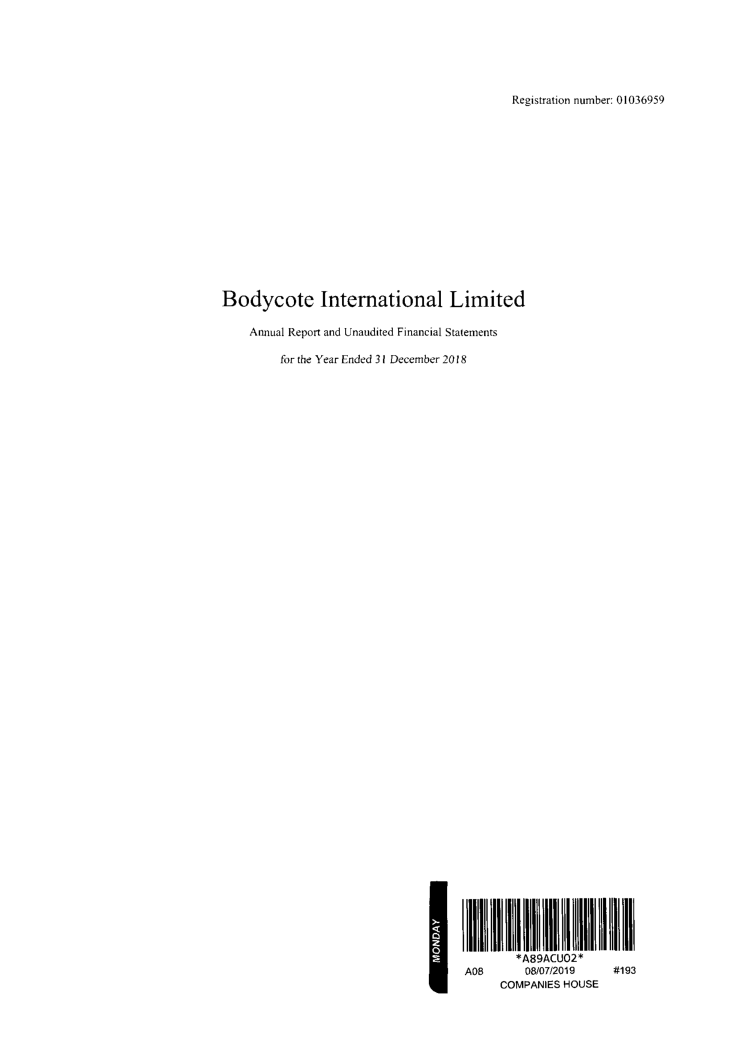 Registration number: 01036959
Bodycote International Limited
Annual Report and Unaudited Financial Statements
for the Year Ended 31 December 2018
MONDAY
*A89ACU02*
A08 08/07/2019 #193
COMPANIES HOUSE